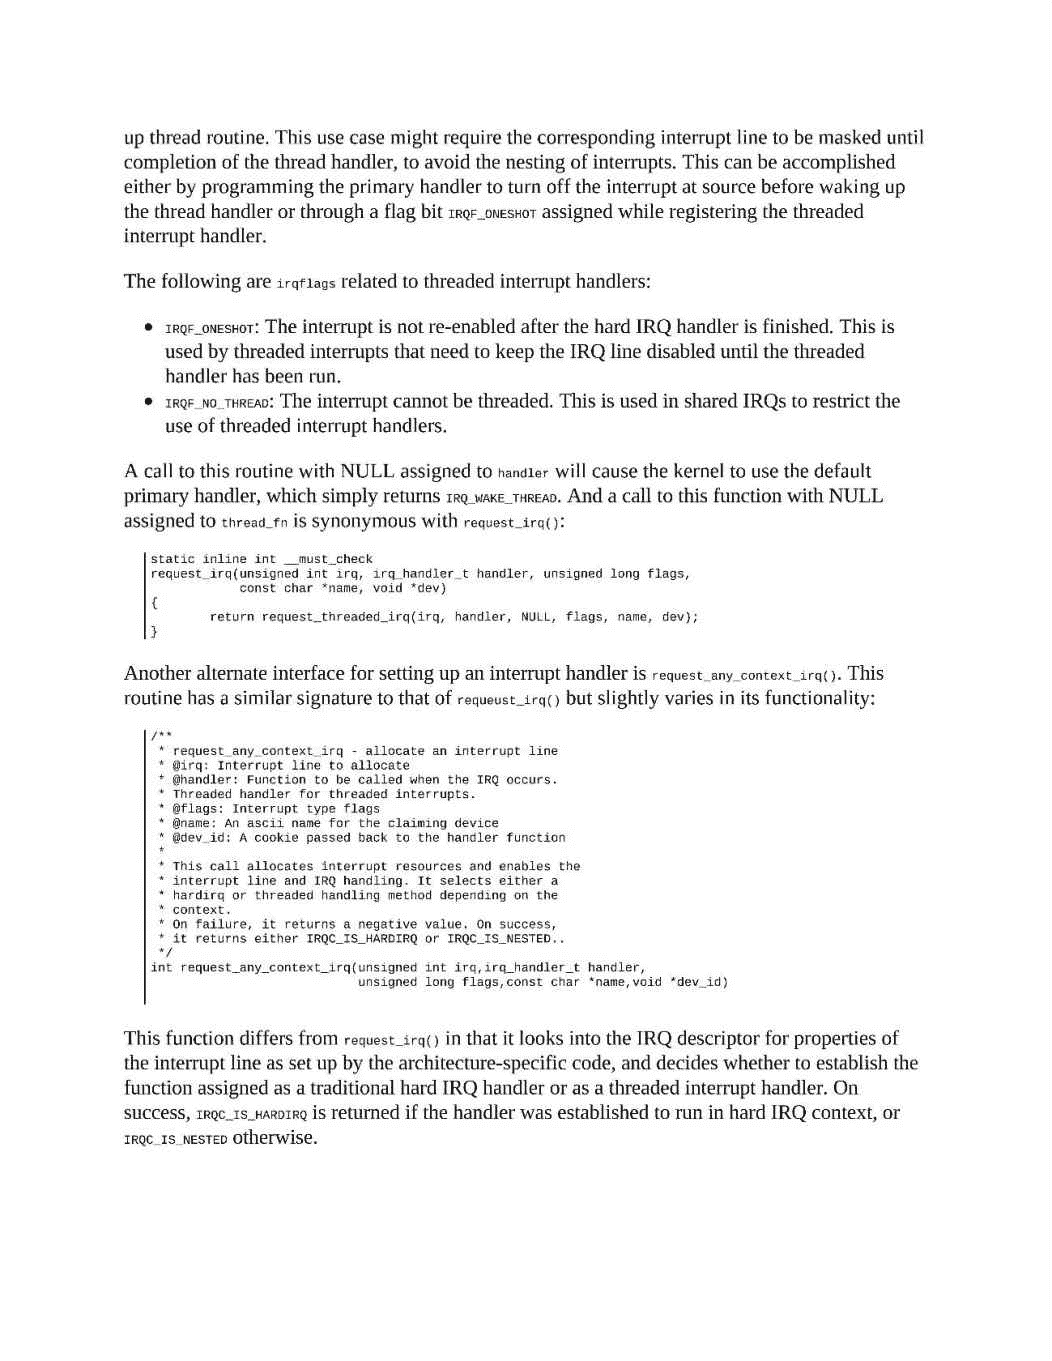 up thread routine. This use case might require the corresponding interrupt line to be masked until
completion of the thread handler, to avoid the nesting of interrupts. This can be accomplished
either by programming the primary handler to turn off the interrupt at source before waking up
the thread handler or through a flag bit IRQF_ONESHOT assigned while registering the threaded
interrupt handler.
The following are irqflags related to threaded interrupt handlers:
• IRQF_ONESHOT: The interrupt is not re-enabled after the hard IRQ handler is finished. This is
used by threaded interrupts that need to keep the IRQ line disabled until the threaded
handler has been run.
• IRQF_NO_THREAD: The interrupt cannot be threaded. This is used in shared IRQs to restrict the
use of threaded interrupt handlers.
A call to this routine with NULL assigned to handler will cause the kernel to use the default
primary handler, which simply returns IRQ_WAKE_THREAD. And a call to this function with NULL
assigned to thread_fn is synonymous with request_irq():
static inline int __must_check
request_irq(unsigned int irq, irq_handler_t handler, unsigned long flags,
const char *name, void *dev)
{
return request_threaded_irq(irq, handler, NULL, flags, name, dev);
}
Another alternate interface for setting up an interrupt handler is request_any_context_irq(). This
routine has a similar signature to that of requeust_irq() but slightly varies in its functionality:
/**
* request_any_context_irq - allocate an interrupt line
* @irq: Interrupt line to allocate
* @handler: Function to be called when the IRQ occurs.
* Threaded handler for threaded interrupts.
* @flags: Interrupt type flags
* @name: An ascii name for the claiming device
* @dev_id: A cookie passed back to the handler function
*
* This call allocates interrupt resources and enables the
* interrupt line and IRQ handling. It selects either a
* hardirq or threaded handling method depending on the
* context.
* On failure, it returns a negative value. On success,
* it returns either IRQC_IS_HARDIRQ or IRQC_IS_NESTED..
*/
int request_any_context_irq(unsigned int irq,irq_handler_t handler,
unsigned long flags,const char *name,void *dev_id)
This function differs from request_irq() in that it looks into the IRQ descriptor for properties of
the interrupt line as set up by the architecture-specific code, and decides whether to establish the
function assigned as a traditional hard IRQ handler or as a threaded interrupt handler. On
success, IRQC_IS_HARDIRQ is returned if the handler was established to run in hard IRQ context, or
IRQC_IS_NESTED otherwise.